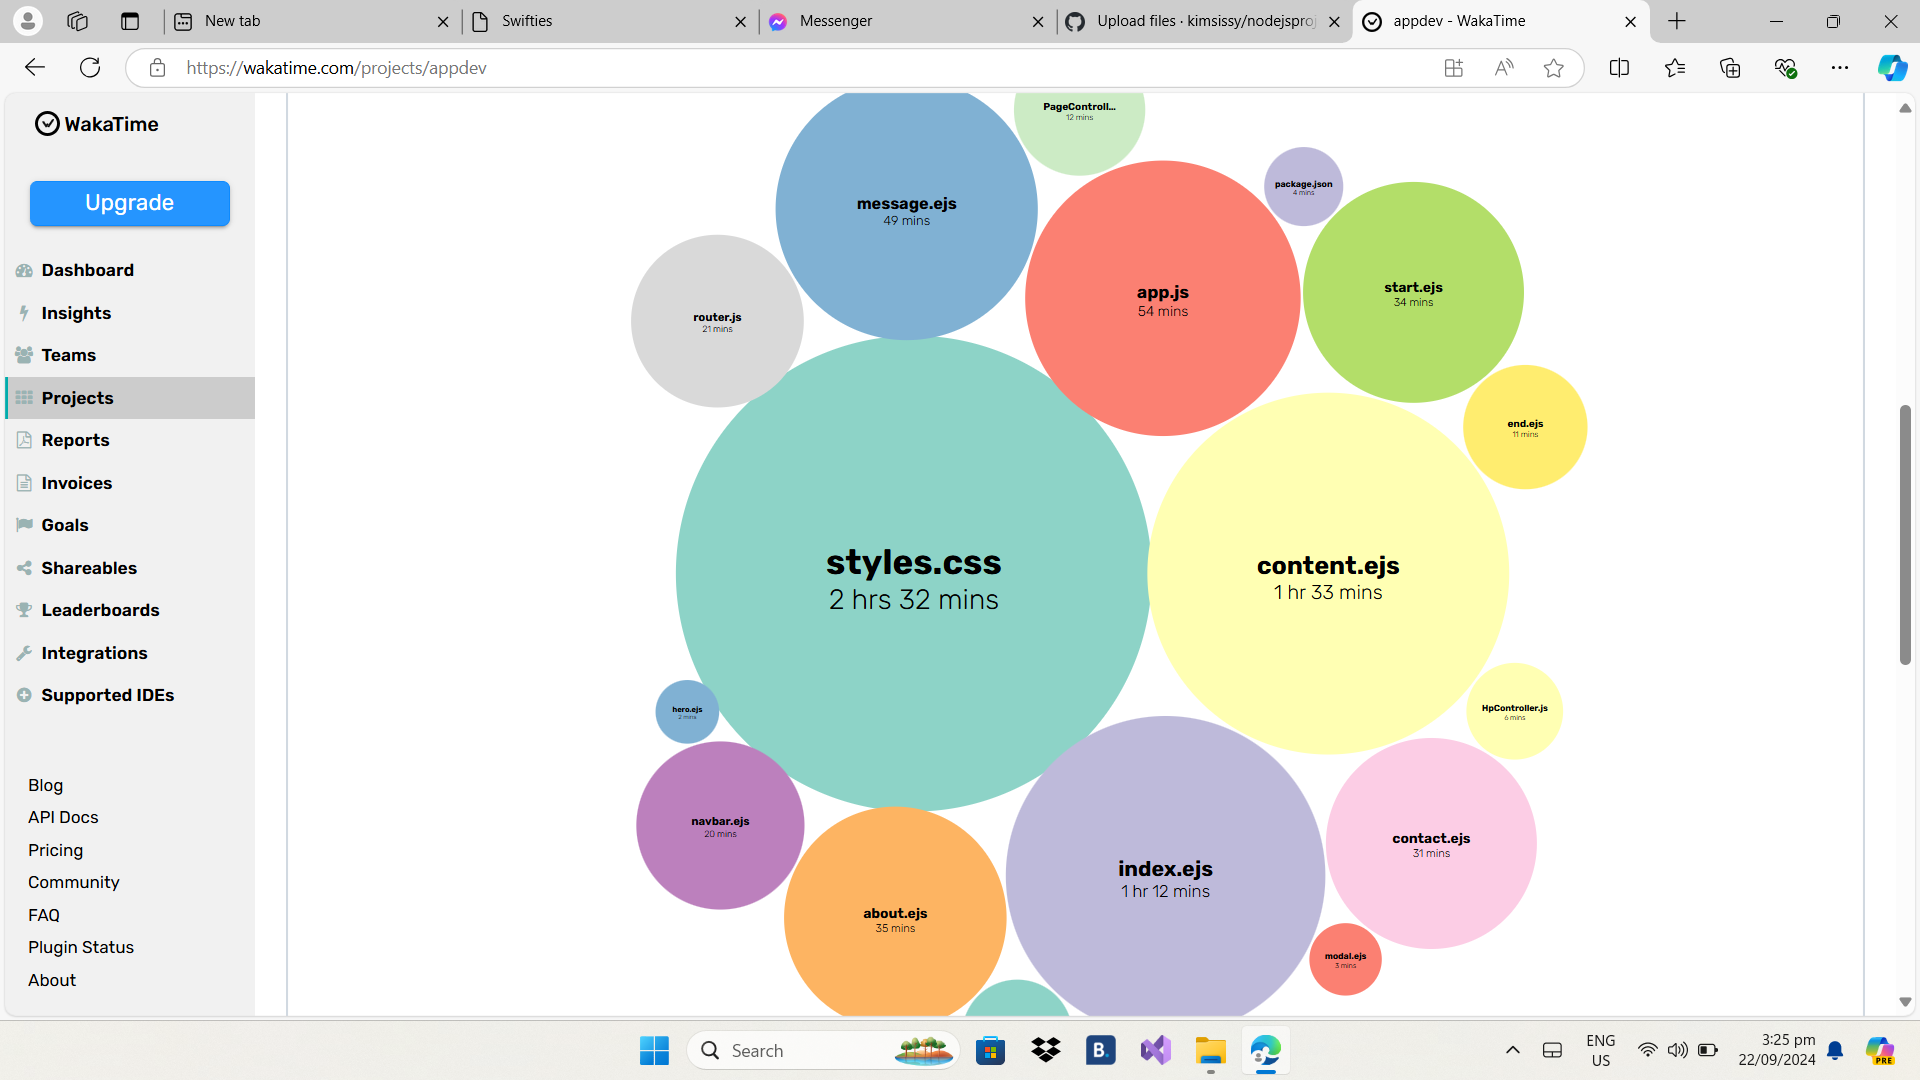 New tab
Swifties
Messenger
Upload files · kimsissy/nodejsproj
appdev - WakaTime
https://wakatime.com/projects/appdev
WakaTime
Upgrade
Dashboard
Insights
Teams
Projects
Reports
Invoices
Goals
Shareables
Leaderboards
Integrations
Supported IDEs
Blog
API Docs
Pricing
Community
FAQ
Plugin Status
About
PageControll...
12 mins
message.ejs
49 mins
package.json
4 mins
app.js
54 mins
start.ejs
34 mins
router.js
21 mins
end.ejs
11 mins
styles.css
2 hrs 32 mins
content.ejs
1 hr 33 mins
hero.ejs
2 mins
HpController.js
6 mins
navbar.ejs
20 mins
contact.ejs
31 mins
index.ejs
1 hr 12 mins
about.ejs
35 mins
modal.ejs
3 mins
Search
B.
ENG
US
3:25 pm
22/09/2024
PRE